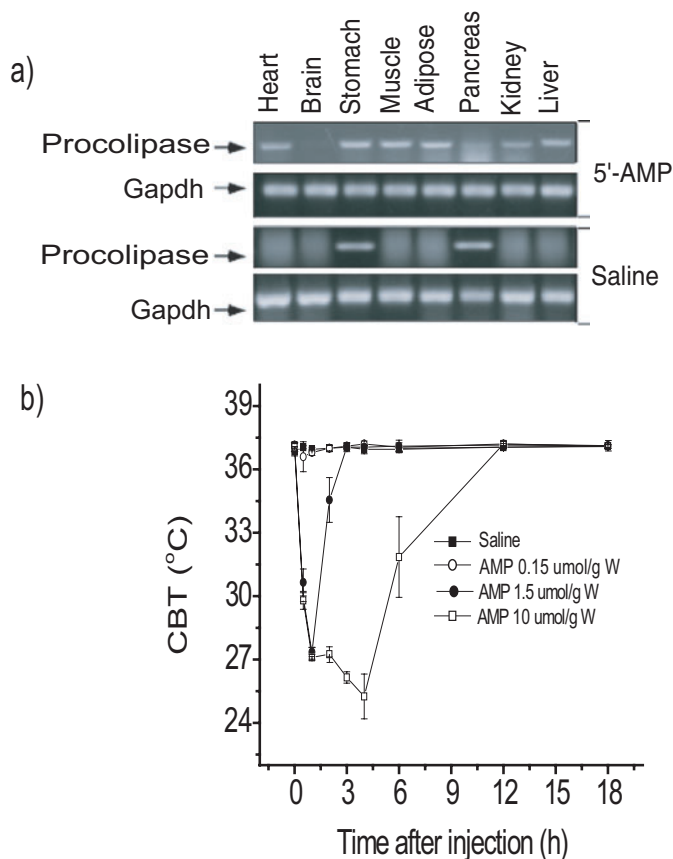 a)
Heart
Brain
Stomach
Muscle
Adipose
Pancreas
Kidney
Liver
Procolipase
Gapdh
5'-AMP
Procolipase
Gapdh
Saline
b)
39
36
33
30
27
24
CBT (°C)
Saline
AMP 0.15 umol/g W
AMP 1.5 umol/g W
AMP 10 umol/g W
0 3 6 9 12 15 18
Time after injection (h)